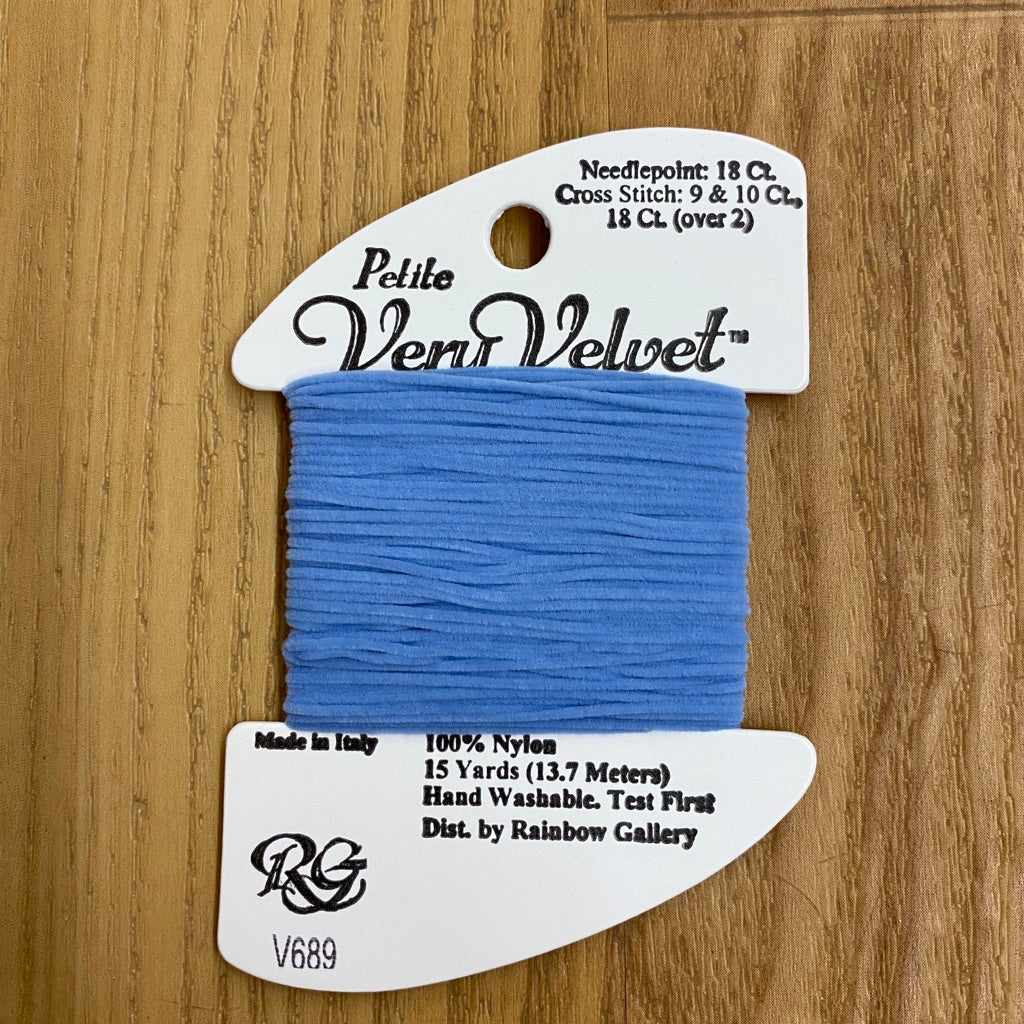 Needlepoint: 18 Ct.
Cross Stitch: 9 & 10 Ct.,
18 Ct. (over 2)
Petite
Very Velvet™
Made in Italy
100% Nylon
15 Yards (13.7 Meters)
Hand Washable. Test First
Dist. by Rainbow Gallery
RG
V689